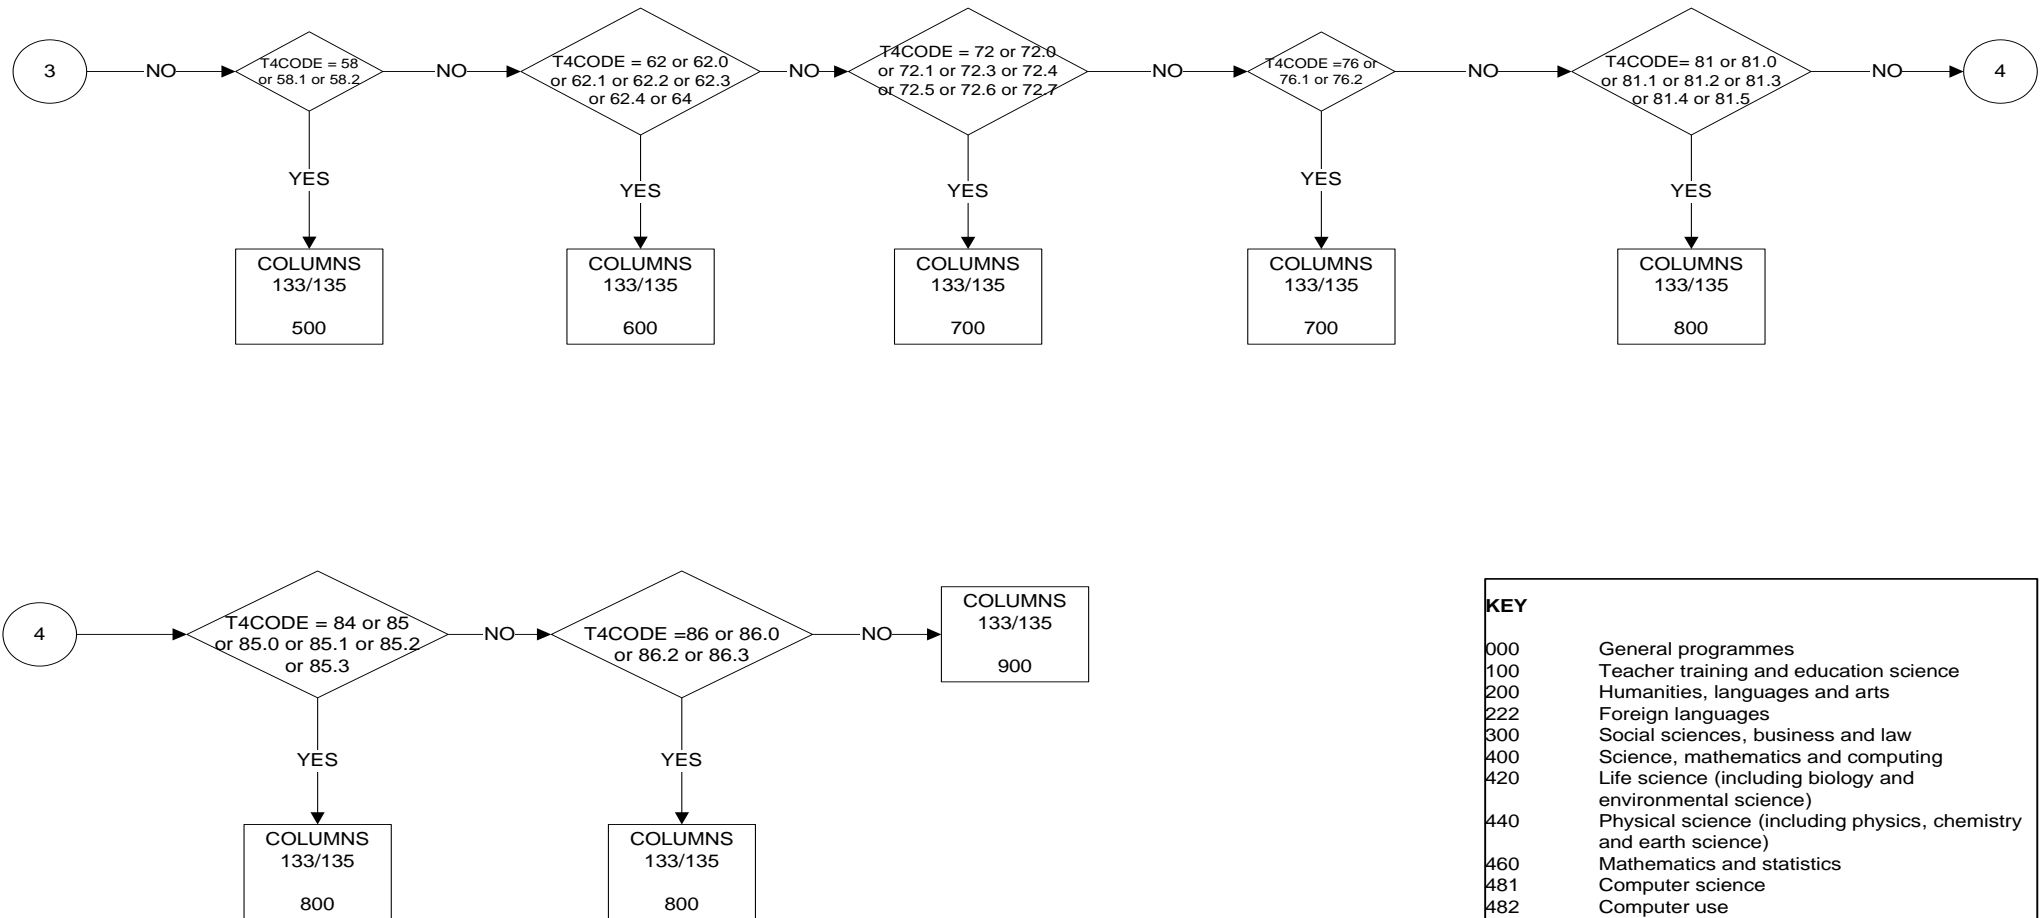 3
NO
T4CODE = 58
or 58.1 or 58.2
NO
T4CODE = 62 or 62.0
or 62.1 or 62.2 or 62.3
or 62.4 or 64
NO
T4CODE = 72 or 72.0
or 72.1 or 72.3 or 72.4
or 72.5 or 72.6 or 72.7
NO
T4CODE =76 or
76.1 or 76.2
NO
T4CODE= 81 or 81.0
or 81.1 or 81.2 or 81.3
or 81.4 or 81.5
NO
4
YES
YES
YES
YES
YES
COLUMNS
133/135
500
COLUMNS
133/135
600
COLUMNS
133/135
700
COLUMNS
133/135
700
COLUMNS
133/135
800
4
T4CODE = 84 or 85
or 85.0 or 85.1 or 85.2
or 85.3
NO
T4CODE =86 or 86.0
or 86.2 or 86.3
NO
COLUMNS
133/135
900
YES
YES
COLUMNS
133/135
800
COLUMNS
133/135
800
KEY
000 General programmes
100 Teacher training and education science
200 Humanities, languages and arts
222 Foreign languages
300 Social sciences, business and law
400 Science, mathematics and computing
420 Life science (including biology and
environmental science)
440 Physical science (including physics, chemistry
and earth science)
460 Mathematics and statistics
481 Computer science
482 Computer use